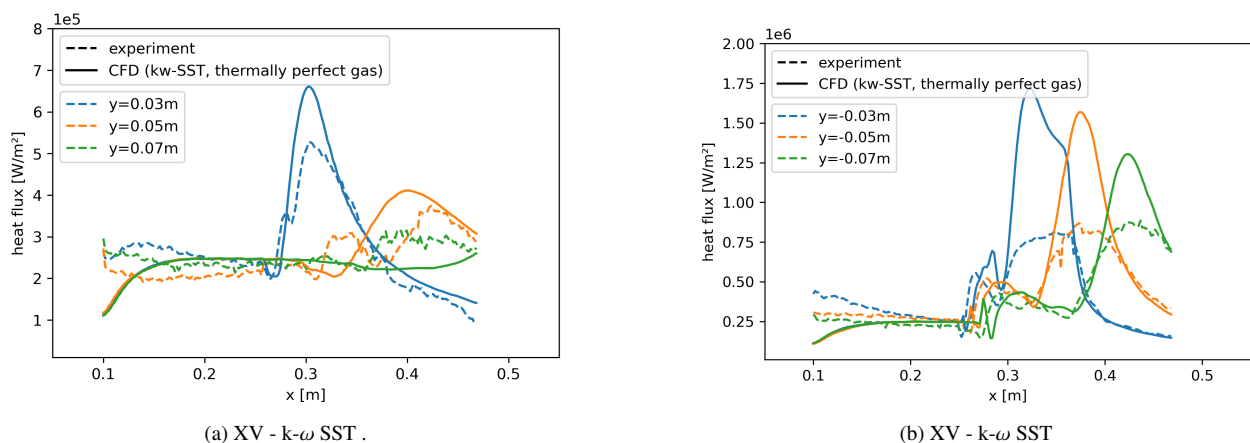 1e5
8
7
6
5
4
3
2
1
heat flux [W/m²]
experiment
CFD (kw-SST, thermally perfect gas)
y=0.03m
y=0.05m
y=0.07m
0.1 0.2 0.3 0.4 0.5
x [m]
(a) XV - k-ω SST .
1e6
2.00
1.75
1.50
1.25
1.00
0.75
0.50
0.25
heat flux [W/m²]
experiment
CFD (kw-SST, thermally perfect gas)
y=-0.03m
y=-0.05m
y=-0.07m
0.1 0.2 0.3 0.4 0.5
x [m]
(b) XV - k-ω SST